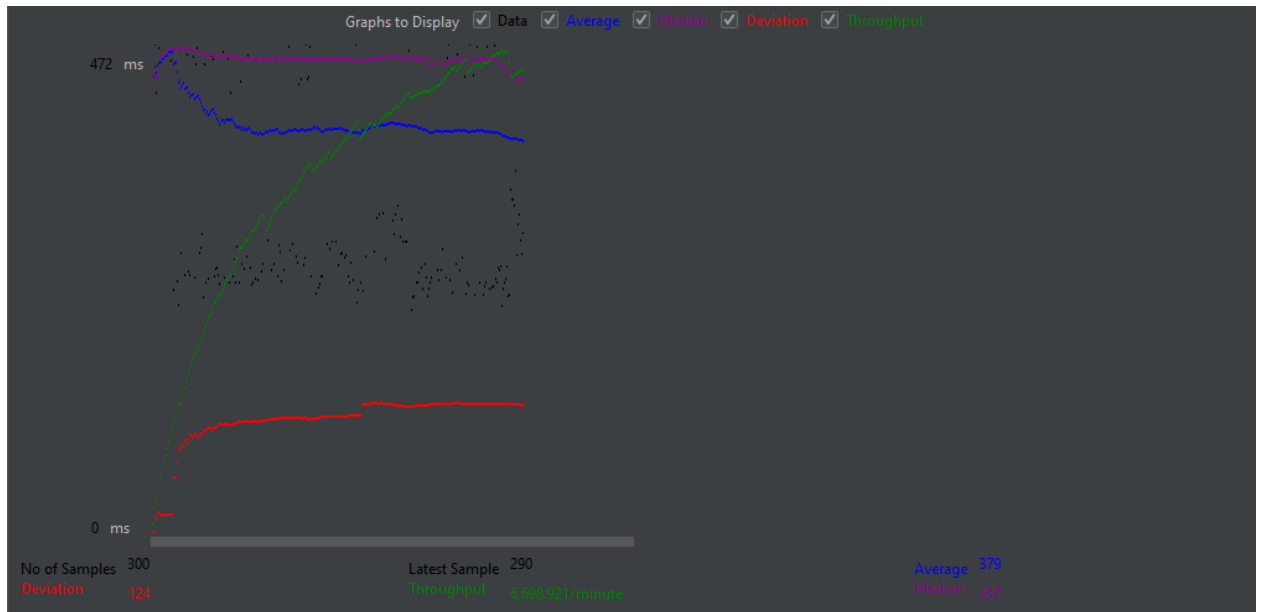 Graphs to Display Data Average Median Deviation Throughput
472 ms
0 ms
No of Samples 300 Latest Sample 290 Average 379
Deviation 124 Throughput 6,698.921/minute Median